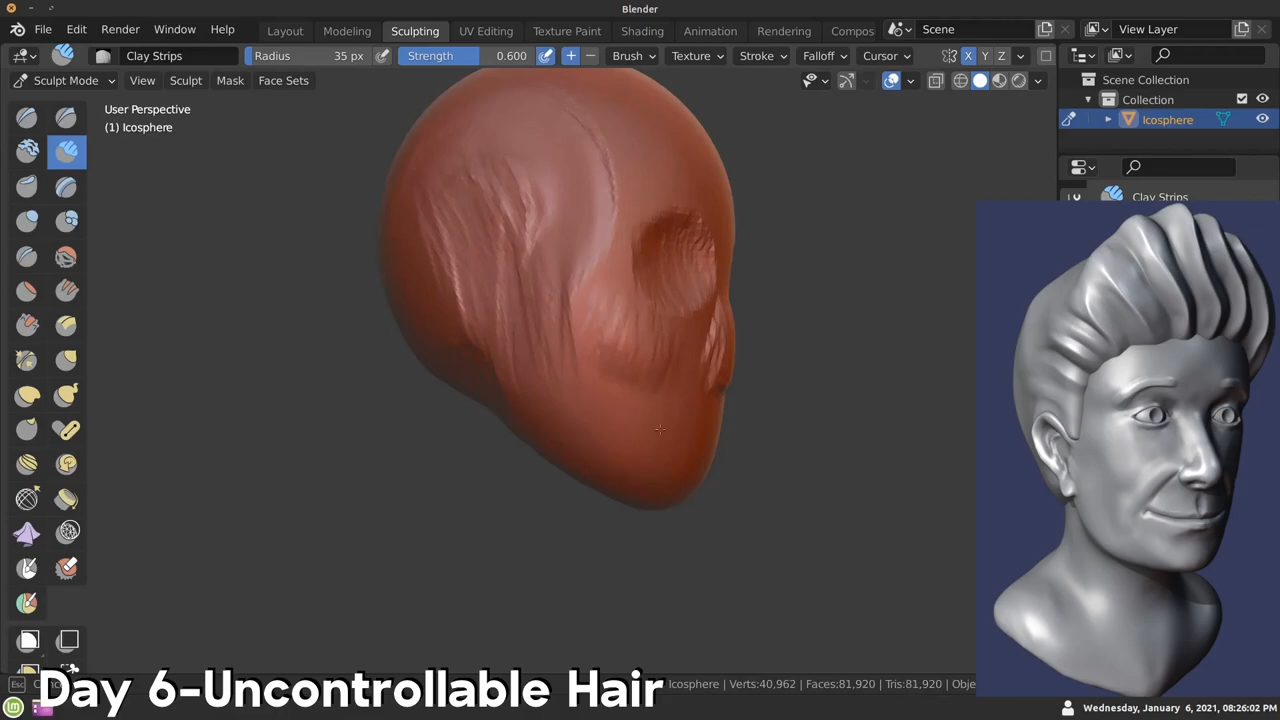 Blender
File Edit Render Window Help Layout Modeling Sculpting UV Editing Texture Paint Shading Animation Rendering Compos Scene View Layer
Clay Strips Radius 35 px Strength 0.600 Brush Texture Stroke Falloff Cursor X Y Z
Sculpt Mode View Sculpt Mask Face Sets
Scene Collection
Collection
Icosphere
User Perspective
(1) Icosphere
Clay Strips
Day 6-Uncontrollable Hair
Esc Icosphere | Verts:40,962 | Faces:81,920 | Tris:81,920 | Obje
Wednesday, January 6, 2021, 08:26:02 PM